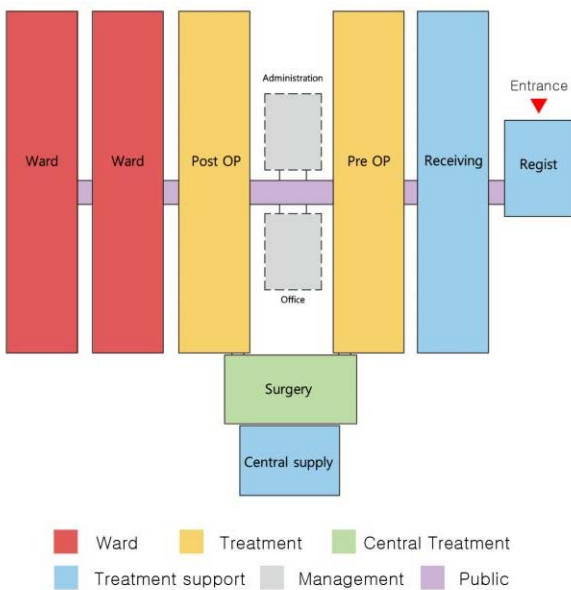 Administration
Entrance
Ward
Ward
Post OP
Pre OP
Receiving
Regist
Office
Surgery
Central supply
Ward
Treatment
Central Treatment
Treatment support
Management
Public